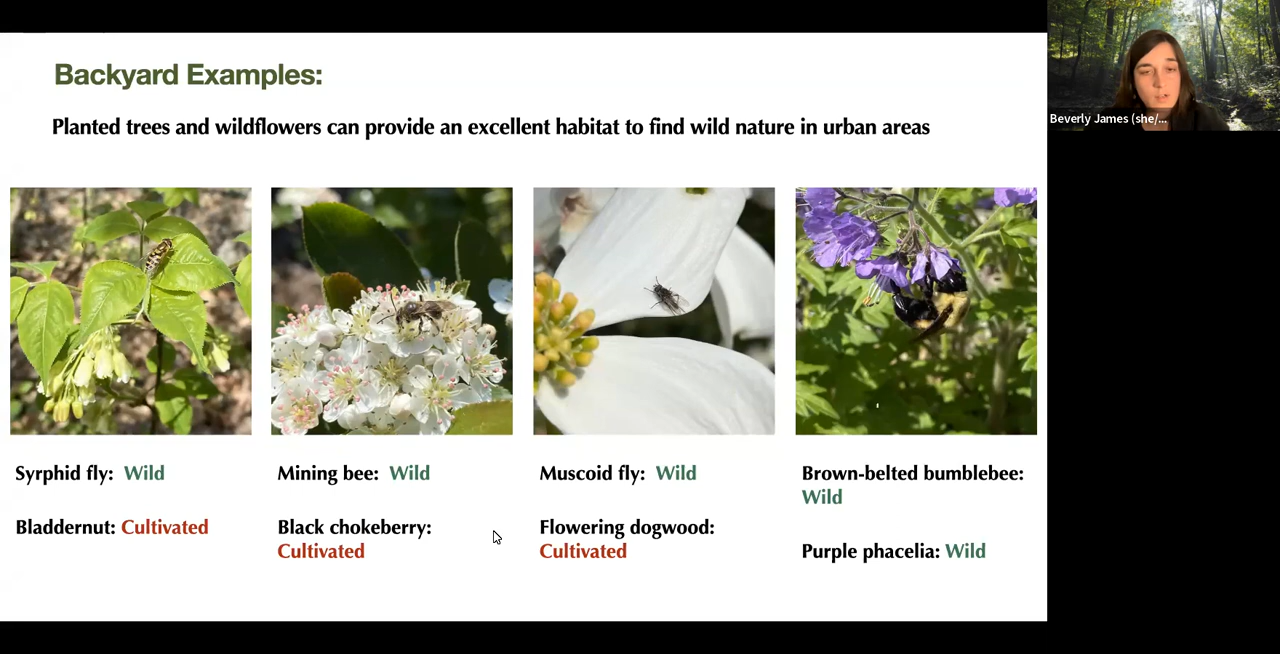 Backyard Examples:
Planted trees and wildflowers can provide an excellent habitat to find wild nature in urban areas
Beverly James (she/...
Syrphid fly: Wild
Bladdernut: Cultivated
Mining bee: Wild
Black chokeberry:
Cultivated
Muscoid fly: Wild
Flowering dogwood:
Cultivated
Brown-belted bumblebee:
Wild
Purple phacelia: Wild